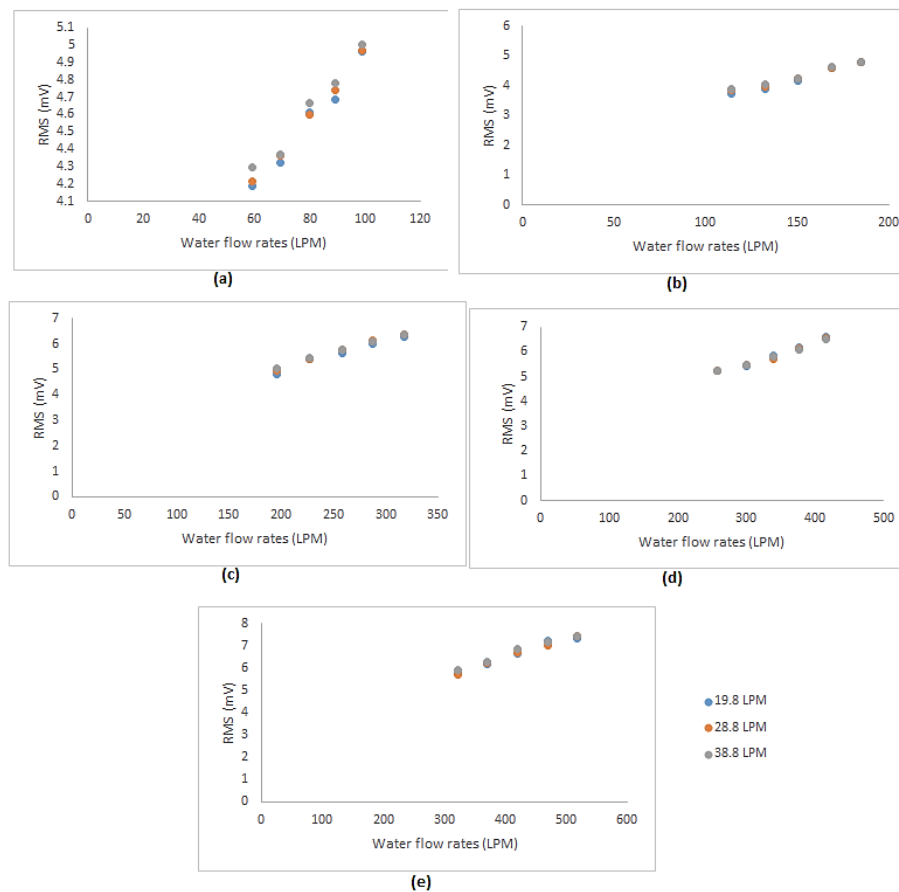 5.1
5
4.9
4.8
4.7
4.6
4.5
4.4
4.3
4.2
4.1
RMS (mV)
0 20 40 60 80 100 120
Water flow rates (LPM)
(a)
6
5
4
3
2
1
0
RMS (mV)
0 50 100 150 200
Water flow rates (LPM)
(b)
7
6
5
4
3
2
1
0
RMS (mV)
0 50 100 150 200 250 300 350
Water flow rates (LPM)
(c)
7
6
5
4
3
2
1
0
RMS (mV)
0 100 200 300 400 500
Water flow rates (LPM)
(d)
8
7
6
5
4
3
2
1
0
RMS (mV)
0 100 200 300 400 500 600
Water flow rates (LPM)
(e)
19.8 LPM
28.8 LPM
38.8 LPM